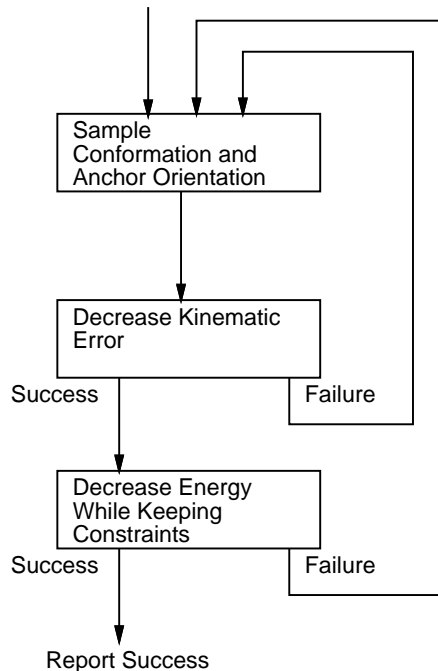 Sample
Conformation and
Anchor Orientation
Decrease Kinematic
Error
Success
Failure
Decrease Energy
While Keeping
Constraints
Success
Failure
Report Success